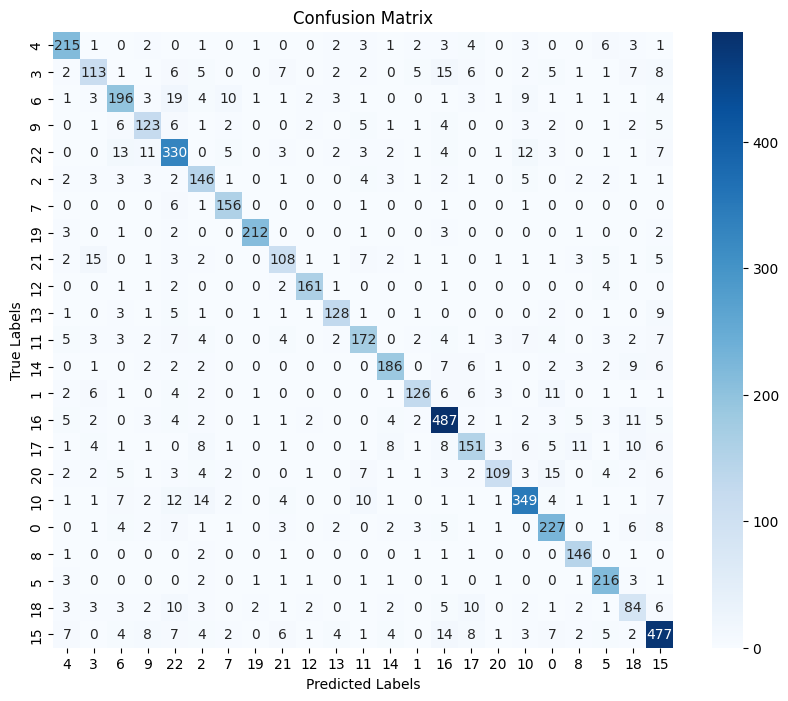 Confusion Matrix
True Labels
4 215 1 0 2 0 1 0 1 0 0 2 3 1 2 3 4 0 3 0 0 6 3 1
3 2 113 1 1 6 5 0 0 7 0 2 2 0 5 15 6 0 2 5 1 1 7 8
6 1 3 196 3 19 4 10 1 1 2 3 1 0 0 1 3 1 9 1 1 1 1 4
9 0 1 6 123 6 1 2 0 0 2 0 5 1 1 4 0 0 3 2 0 1 2 5
22 0 0 13 11 330 0 5 0 3 0 2 3 2 1 4 0 1 12 3 0 1 1 7
2 2 3 3 3 2 146 1 0 1 0 0 4 3 1 2 1 0 5 0 2 2 1 1
7 0 0 0 0 6 1 156 0 0 0 0 1 0 0 1 0 0 1 0 0 0 0 0
19 3 0 1 0 2 0 0 212 0 0 0 0 1 0 3 0 0 0 0 1 0 0 2
21 2 15 0 1 3 2 0 0 108 1 1 7 2 1 1 0 1 1 1 3 5 1 5
12 0 0 1 1 2 0 0 0 2 161 1 0 0 0 1 0 0 0 0 0 4 0 0
13 1 0 3 1 5 1 0 1 1 1 128 1 0 1 0 0 0 0 2 0 1 0 9
11 5 3 3 2 7 4 0 0 4 0 2 172 0 2 4 1 3 7 4 0 3 2 7
14 0 1 0 2 2 2 0 0 0 0 0 0 186 0 7 6 1 0 2 3 2 9 6
1 2 6 1 0 4 2 0 1 0 0 0 0 1 126 6 6 3 0 11 0 1 1 1
16 5 2 0 3 4 2 0 1 1 2 0 0 4 2 487 2 1 2 3 5 3 11 5
17 1 4 1 1 0 8 0 1 0 0 0 1 8 1 8 151 3 6 5 11 1 10 6
20 2 2 5 1 3 4 2 0 0 1 0 7 1 1 3 2 109 3 15 0 4 2 6
10 1 1 7 2 12 14 2 0 4 0 0 10 1 0 1 1 1 349 4 1 1 1 7
0 0 1 4 2 7 1 1 0 3 0 2 0 2 3 5 1 1 0 227 0 1 6 8
8 1 0 0 0 0 2 0 0 1 0 0 0 0 0 1 1 1 0 0 146 0 1 0
5 3 0 0 0 0 2 0 1 1 0 1 1 0 0 1 0 1 0 0 1 216 3 1
18 3 3 3 2 10 3 0 2 1 2 0 1 2 0 5 10 0 2 1 2 1 84 6
15 7 0 4 8 7 4 2 0 6 1 4 1 4 0 14 8 1 3 7 2 5 2 477
4 3 6 9 22 2 7 19 21 12 13 11 14 1 16 17 20 10 0 8 5 18 15
Predicted Labels
400
300
200
100
0